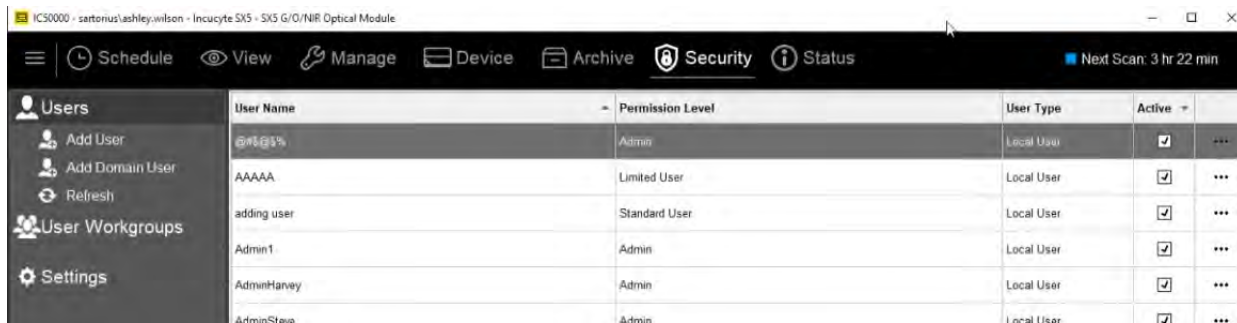 IC50000 - sartorius\ashley.wilson - Incucyte SX5 - SX5 G/O/NIR Optical Module
Schedule View Manage Device Archive Security Status Next Scan: 3 hr 22 min
Users
Add User
Add Domain User
Refresh
User Workgroups
Settings
User Name Permission Level User Type Active
@#$@$% Admin Local User
AAAAA Limited User Local User
adding user Standard User Local User
Admin1 Admin Local User
AdminHarvey Admin Local User
AdminSteve Admin Local User